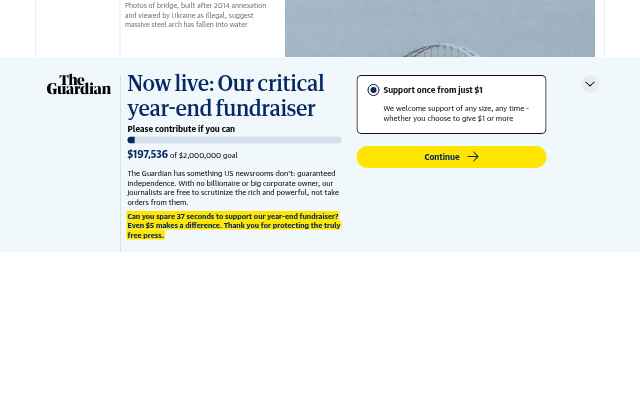 Photos of bridge, built after 2014 annexation
and viewed by Ukraine as illegal, suggest
massive steel arch has fallen into water
The
Guardian
Now live: Our critical
year-end fundraiser
Please contribute if you can
$197,536 of $2,000,000 goal
The Guardian has something US newsrooms don't: guaranteed
independence. With no billionaire or big corporate owner, our
journalists are free to scrutinize the rich and powerful, not take
orders from them.
Can you spare 37 seconds to support our year-end fundraiser?
Even $5 makes a difference. Thank you for protecting the truly
free press.
Support once from just $1
We welcome support of any size, any time –
whether you choose to give $1 or more
Continue